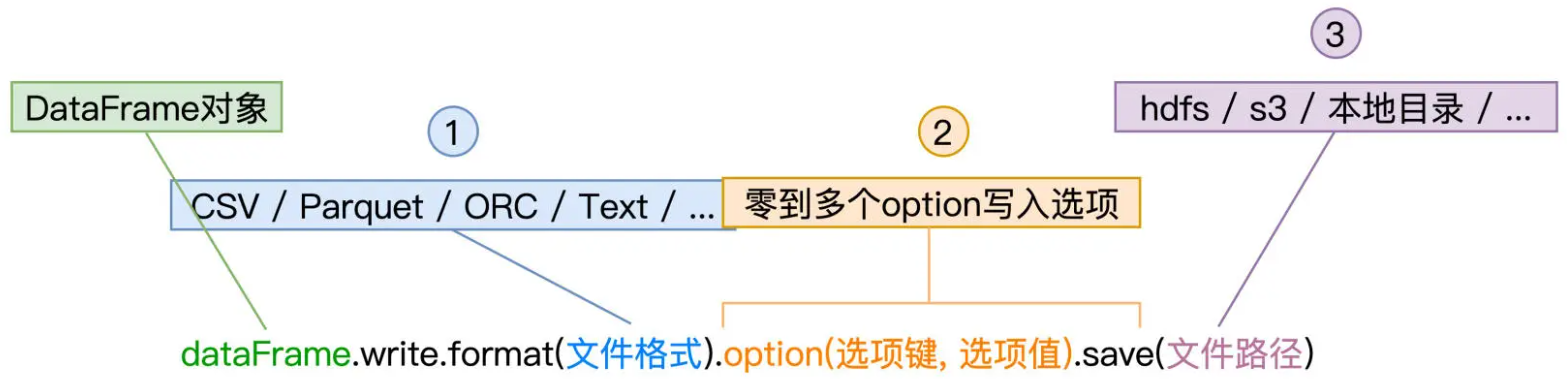 ③
DataFrame对象
hdfs / s3 / 本地目录 / ...
①
②
CSV / Parquet / ORC / Text / ...
零到多个option写入选项
dataFrame.write.format(文件格式).option(选项键, 选项值).save(文件路径)